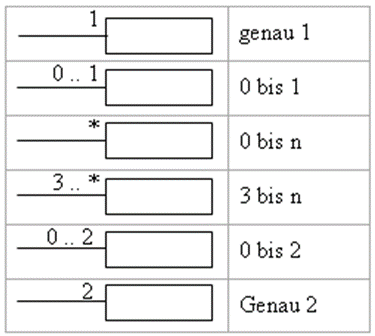 1 genau 1
0 .. 1 0 bis 1
* 0 bis n
3 .. * 3 bis n
0 .. 2 0 bis 2
2 Genau 2